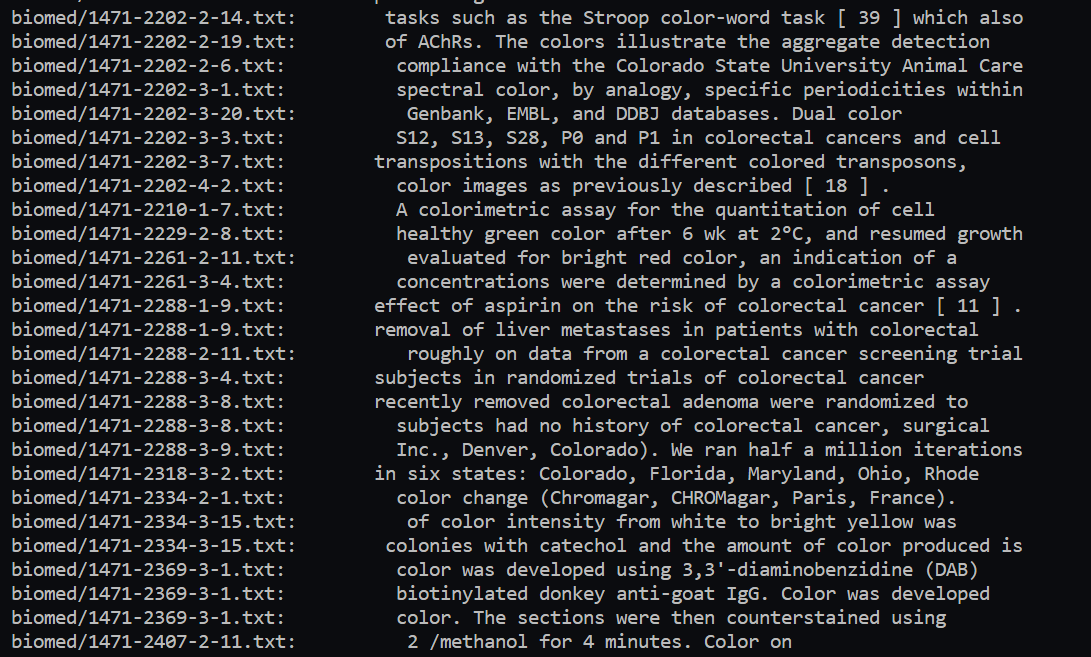 biomed/1471-2202-2-14.txt: tasks such as the Stroop color-word task [ 39 ] which also
biomed/1471-2202-2-19.txt: of AChRs. The colors illustrate the aggregate detection
biomed/1471-2202-2-6.txt: compliance with the Colorado State University Animal Care
biomed/1471-2202-3-1.txt: spectral color, by analogy, specific periodicities within
biomed/1471-2202-3-20.txt: Genbank, EMBL, and DDBJ databases. Dual color
biomed/1471-2202-3-3.txt: S12, S13, S28, P0 and P1 in colorectal cancers and cell
biomed/1471-2202-3-7.txt: transpositions with the different colored transposons,
biomed/1471-2202-4-2.txt: color images as previously described [ 18 ] .
biomed/1471-2210-1-7.txt: A colorimetric assay for the quantitation of cell
biomed/1471-2229-2-8.txt: healthy green color after 6 wk at 2°C, and resumed growth
biomed/1471-2261-2-11.txt: evaluated for bright red color, an indication of a
biomed/1471-2261-3-4.txt: concentrations were determined by a colorimetric assay
biomed/1471-2288-1-9.txt: effect of aspirin on the risk of colorectal cancer [ 11 ] .
biomed/1471-2288-1-9.txt: removal of liver metastases in patients with colorectal
biomed/1471-2288-2-11.txt: roughly on data from a colorectal cancer screening trial
biomed/1471-2288-3-4.txt: subjects in randomized trials of colorectal cancer
biomed/1471-2288-3-8.txt: recently removed colorectal adenoma were randomized to
biomed/1471-2288-3-8.txt: subjects had no history of colorectal cancer, surgical
biomed/1471-2288-3-9.txt: Inc., Denver, Colorado). We ran half a million iterations
biomed/1471-2318-3-2.txt: in six states: Colorado, Florida, Maryland, Ohio, Rhode
biomed/1471-2334-2-1.txt: color change (Chromagar, CHROMagar, Paris, France).
biomed/1471-2334-3-15.txt: of color intensity from white to bright yellow was
biomed/1471-2334-3-15.txt: colonies with catechol and the amount of color produced is
biomed/1471-2369-3-1.txt: color was developed using 3,3'-diaminobenzidine (DAB)
biomed/1471-2369-3-1.txt: biotinylated donkey anti-goat IgG. Color was developed
biomed/1471-2369-3-1.txt: color. The sections were then counterstained using
biomed/1471-2407-2-11.txt: 2 /methanol for 4 minutes. Color on